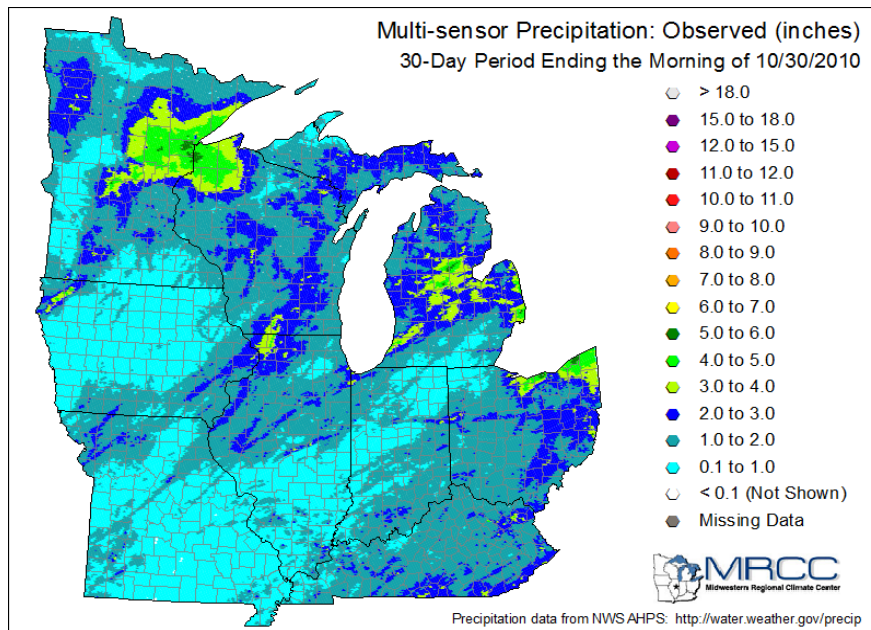 Multi-sensor Precipitation: Observed (inches)
30-Day Period Ending the Morning of 10/30/2010
> 18.0
15.0 to 18.0
12.0 to 15.0
11.0 to 12.0
10.0 to 11.0
9.0 to 10.0
8.0 to 9.0
7.0 to 8.0
6.0 to 7.0
5.0 to 6.0
4.0 to 5.0
3.0 to 4.0
2.0 to 3.0
1.0 to 2.0
0.1 to 1.0
< 0.1 (Not Shown)
Missing Data
MRCC
Midwestern Regional Climate Center
Precipitation data from NWS AHPS: http://water.weather.gov/precip